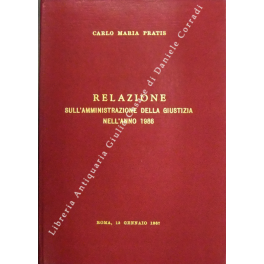 CARLO MARIA PRATIS
RELAZIONE
SULL'AMMINISTRAZIONE DELLA GIUSTIZIA
NELL'ANNO 1986
ROMA, 12 GENNAIO 1987
Libreria Antiquaria Giulio Cesare di Daniele Corradi